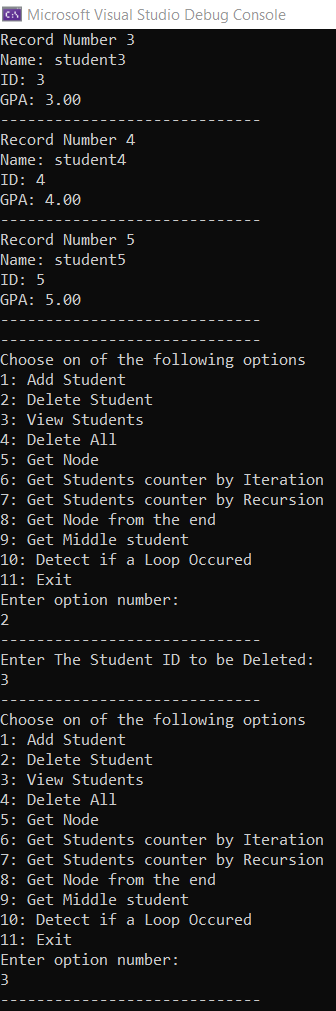 Microsoft Visual Studio Debug Console
Record Number 3
Name: student3
ID: 3
GPA: 3.00
-----------------------------
Record Number 4
Name: student4
ID: 4
GPA: 4.00
-----------------------------
Record Number 5
Name: student5
ID: 5
GPA: 5.00
-----------------------------
-----------------------------
Choose on of the following options
1: Add Student
2: Delete Student
3: View Students
4: Delete All
5: Get Node
6: Get Students counter by Iteration
7: Get Students counter by Recursion
8: Get Node from the end
9: Get Middle student
10: Detect if a Loop Occured
11: Exit
Enter option number:
2
-----------------------------
Enter The Student ID to be Deleted:
3
-----------------------------
Choose on of the following options
1: Add Student
2: Delete Student
3: View Students
4: Delete All
5: Get Node
6: Get Students counter by Iteration
7: Get Students counter by Recursion
8: Get Node from the end
9: Get Middle student
10: Detect if a Loop Occured
11: Exit
Enter option number:
3
-----------------------------